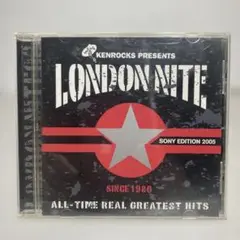 KENROCKS PRESENTS
LONDON NITE
SONY EDITION 2005
SINCE 1980
ALL-TIME REAL GREATEST HITS